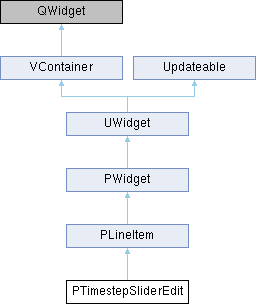 QWidget
VContainer
Updateable
UWidget
PWidget
PLineItem
PTimestepSliderEdit